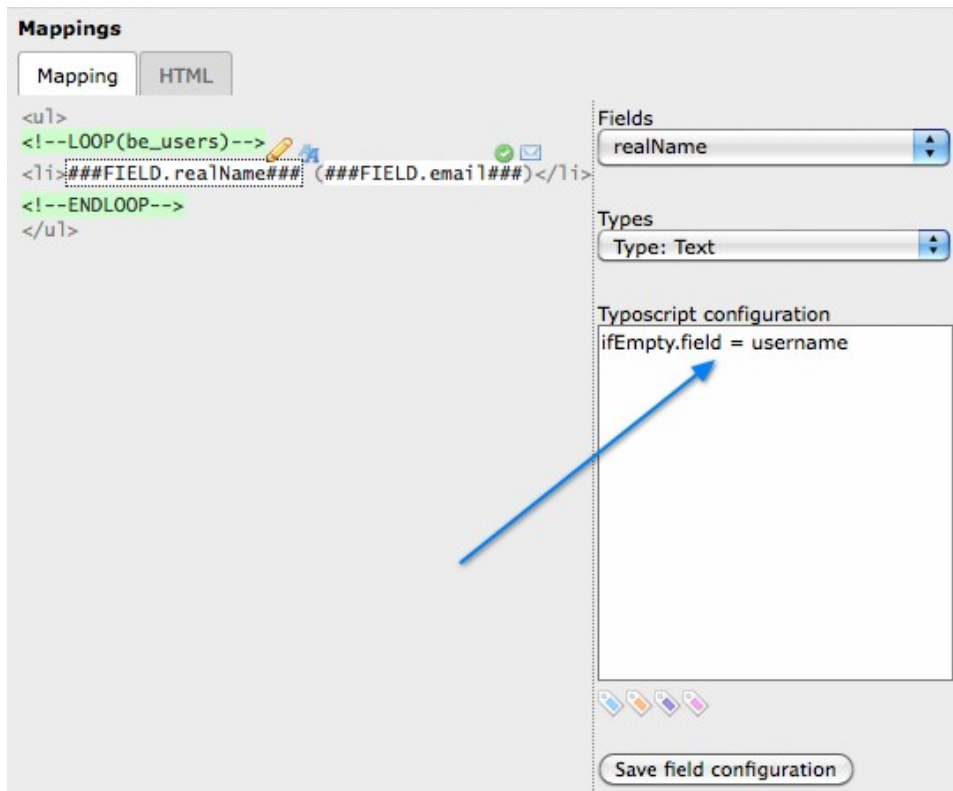 Mappings
Mapping
HTML
<ul>
<!--LOOP(be_users)-->
<li>###FIELD.realName### (###FIELD.email###)</li>
<!--ENDLOOP-->
</ul>
Fields
realName
Types
Type: Text
Typoscript configuration
ifEmpty.field = username
Save field configuration